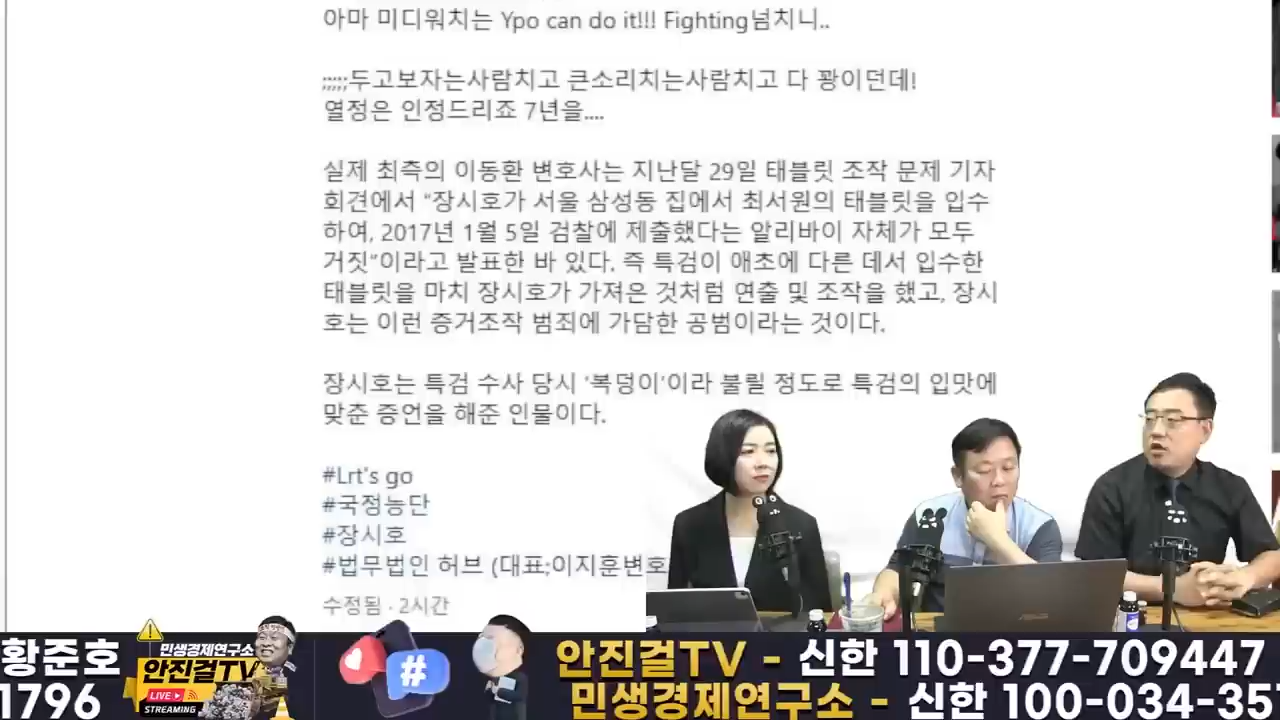 아마 미디워치는 Ypo can do it!!! Fighting넘치니..
;;;;;두고보자는사람치고 큰소리치는사람치고 다 꽝이던데!
열정은 인정드리죠 7년을....
실제 최측의 이동환 변호사는 지난달 29일 태블릿 조작 문제 기자
회견에서 “장시호가 서울 삼성동 집에서 최서원의 태블릿을 입수
하여, 2017년 1월 5일 검찰에 제출했다는 알리바이 자체가 모두
거짓”이라고 발표한 바 있다. 즉 특검이 애초에 다른 데서 입수한
태블릿을 마치 장시호가 가져온 것처럼 연출 및 조작을 했고, 장시
호는 이런 증거조작 범죄에 가담한 공범이라는 것이다.
장시호는 특검 수사 당시 '복덩이'이라 불릴 정도로 특검의 입맛에
맞춘 증언을 해준 인물이다.
#Lrt's go
#국정농단
#장시호
#법무법인 허브 (대표;이지훈변호
수정됨 · 2시간
황준호
1796
민생경제연구소
안진걸TV
LIVE
STREAMING
#
안진걸TV - 신한 110-377-709447
민생경제연구소 - 신한 100-034-35